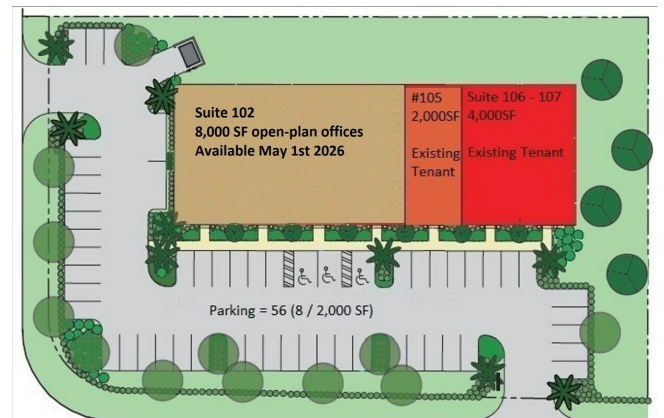 Suite 102
8,000 SF open-plan offices
Available May 1st 2026
#105
2,000SF
Existing
Tenant
Suite 106 - 107
4,000SF
Existing Tenant
Parking = 56 (8 / 2,000 SF)